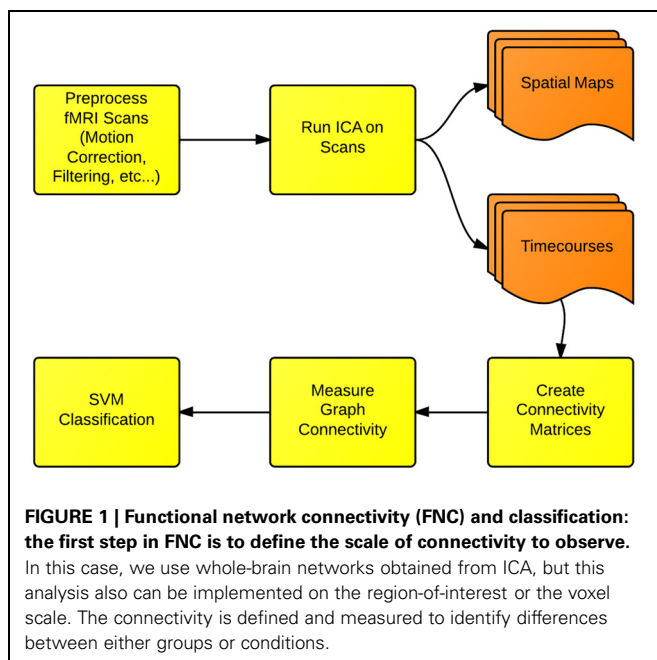 Preprocess
fMRI Scans
(Motion
Correction,
Filtering, etc...)
Run ICA on
Scans
Spatial Maps
Timecourses
SVM
Classification
Measure
Graph
Connectivity
Create
Connectivity
Matrices
FIGURE 1 | Functional network connectivity (FNC) and classification:
the first step in FNC is to define the scale of connectivity to observe.
In this case, we use whole-brain networks obtained from ICA, but this
analysis also can be implemented on the region-of-interest or the voxel
scale. The connectivity is defined and measured to identify differences
between either groups or conditions.